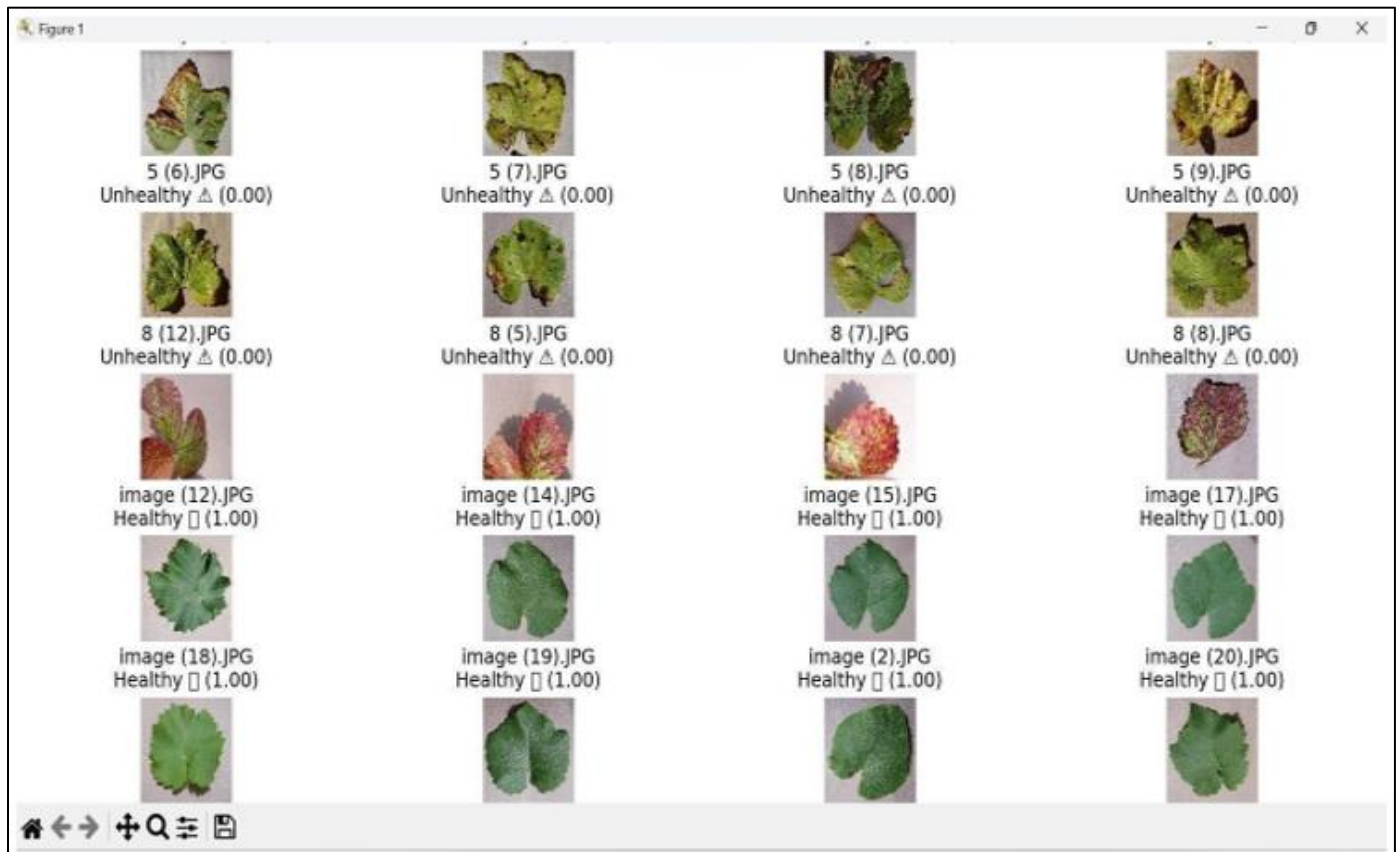 Figure 1
5 (6).JPG 5 (7).JPG 5 (8).JPG 5 (9).JPG
Unhealthy ⚠ (0.00) Unhealthy ⚠ (0.00) Unhealthy ⚠ (0.00) Unhealthy ⚠ (0.00)
8 (12).JPG 8 (5).JPG 8 (7).JPG 8 (8).JPG
Unhealthy ⚠ (0.00) Unhealthy ⚠ (0.00) Unhealthy ⚠ (0.00) Unhealthy ⚠ (0.00)
image (12).JPG image (14).JPG image (15).JPG image (17).JPG
Healthy ▯ (1.00) Healthy ▯ (1.00) Healthy ▯ (1.00) Healthy ▯ (1.00)
image (18).JPG image (19).JPG image (2).JPG image (20).JPG
Healthy ▯ (1.00) Healthy ▯ (1.00) Healthy ▯ (1.00) Healthy ▯ (1.00)